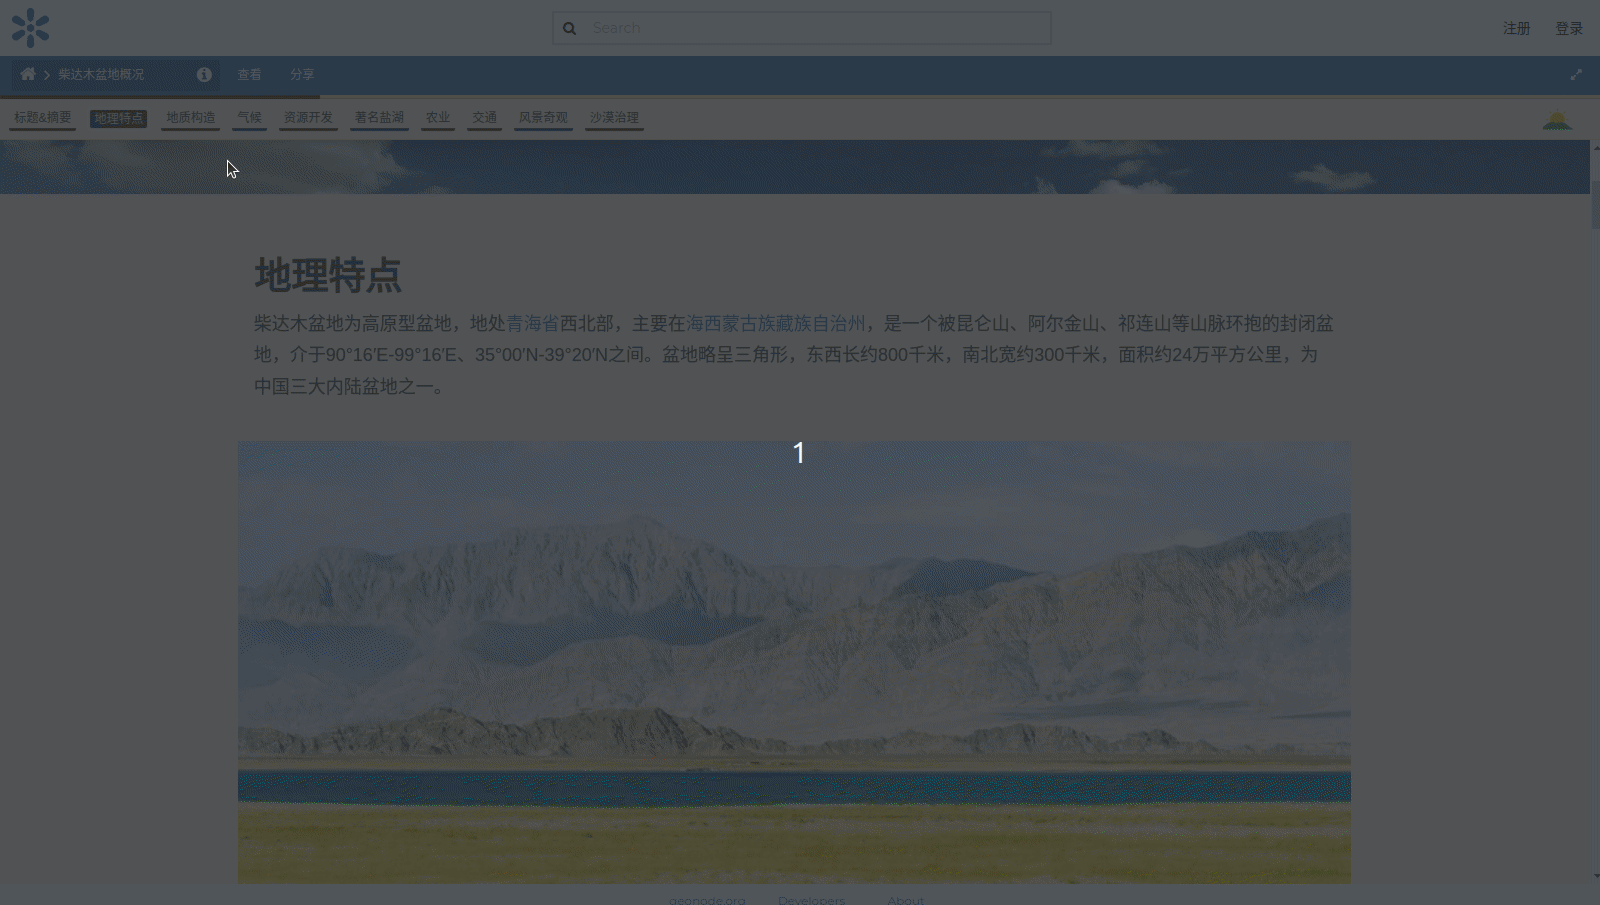 Search
注册
登录
柴达木盆地概况
查看
分享
标题&摘要
地理特点
地质构造
气候
资源开发
著名盐湖
农业
交通
风景奇观
沙漠治理
地理特点
柴达木盆地为高原型盆地，地处青海省西北部，主要在海西蒙古族藏族自治州，是一个被昆仑山、阿尔金山、祁连山等山脉环抱的封闭盆
地，介于90°16′E-99°16′E、35°00′N-39°20′N之间。盆地略呈三角形，东西长约800千米，南北宽约300千米，面积约24万平方公里，为
中国三大内陆盆地之一。
1
geonode.org
Developers
About